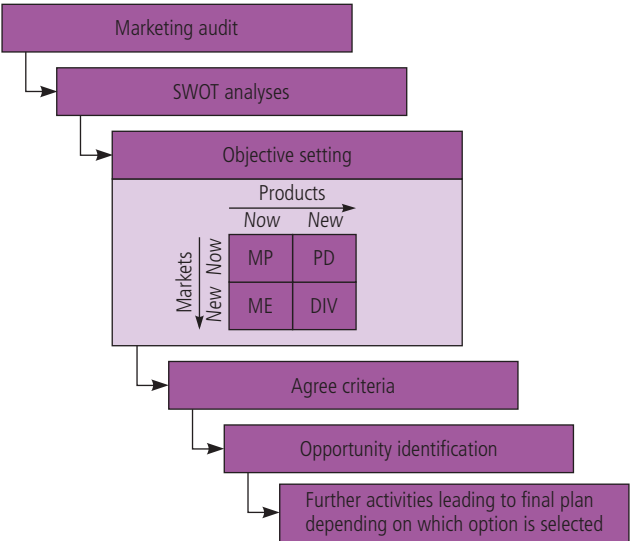 Marketing audit
SWOT analyses
Objective setting
Products
Now New
Markets
Now
New
MP PD
ME DIV
Agree criteria
Opportunity identification
Further activities leading to final plan
depending on which option is selected